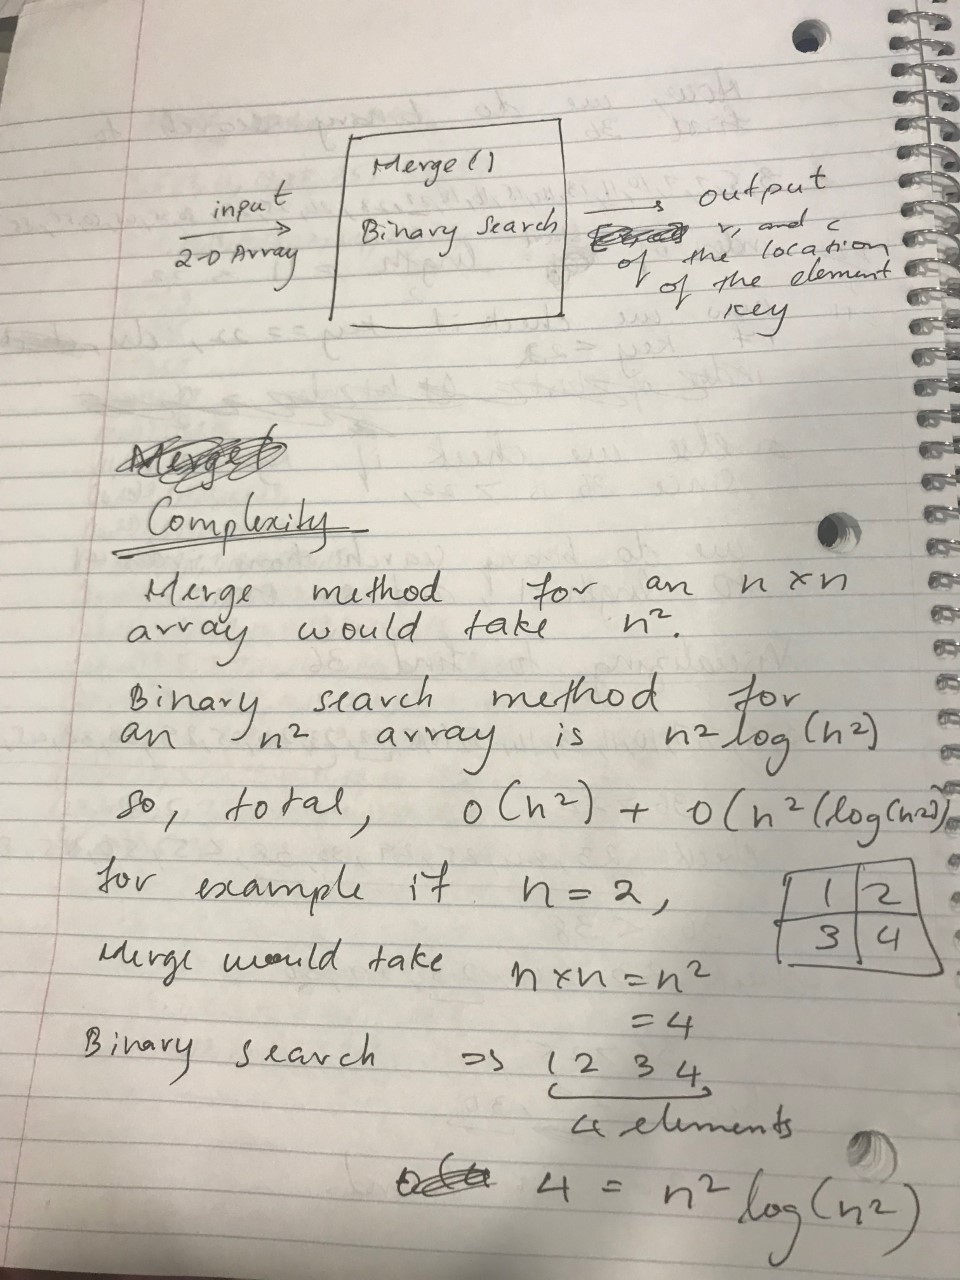 Merge ()
Binary Search
input
2-D Array
output
r, and c
of the location
of the element
key
Complexity
Merge method for an n x n
array would take n².
Binary search method for
an n² array is n² log (n²)
so, total, O(n²) + O(n² (log(n²))
for example if n = 2,
1 2
3 4
Merge would take n x n = n²
= 4
Binary search => 1 2 3 4
4 elements
4 = n² log (n²)